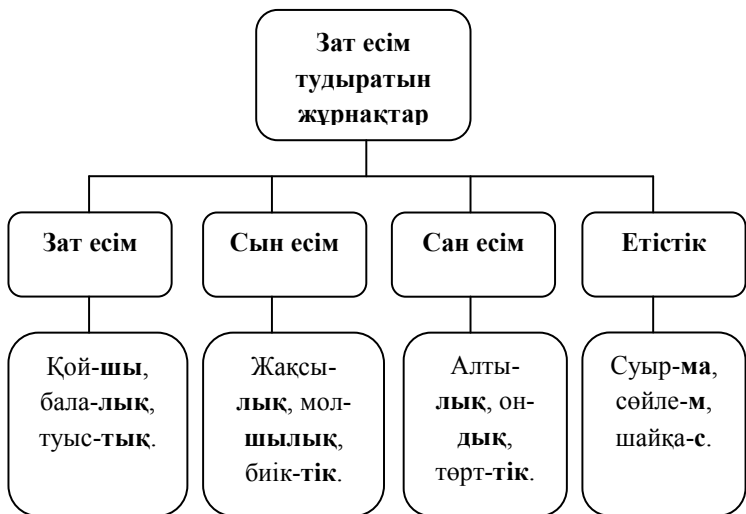 Зат есім
тудыратын
жұрнақтар
Зат есім
Сын есім
Сан есім
Етістік
Қой-шы,
бала-лық,
туыс-тық.
Жақсы-
лық, мол-
шылық,
биік-тік.
Алты-
лық, он-
дық,
төрт-тік.
Суыр-ма,
сөйле-м,
шайқа-с.